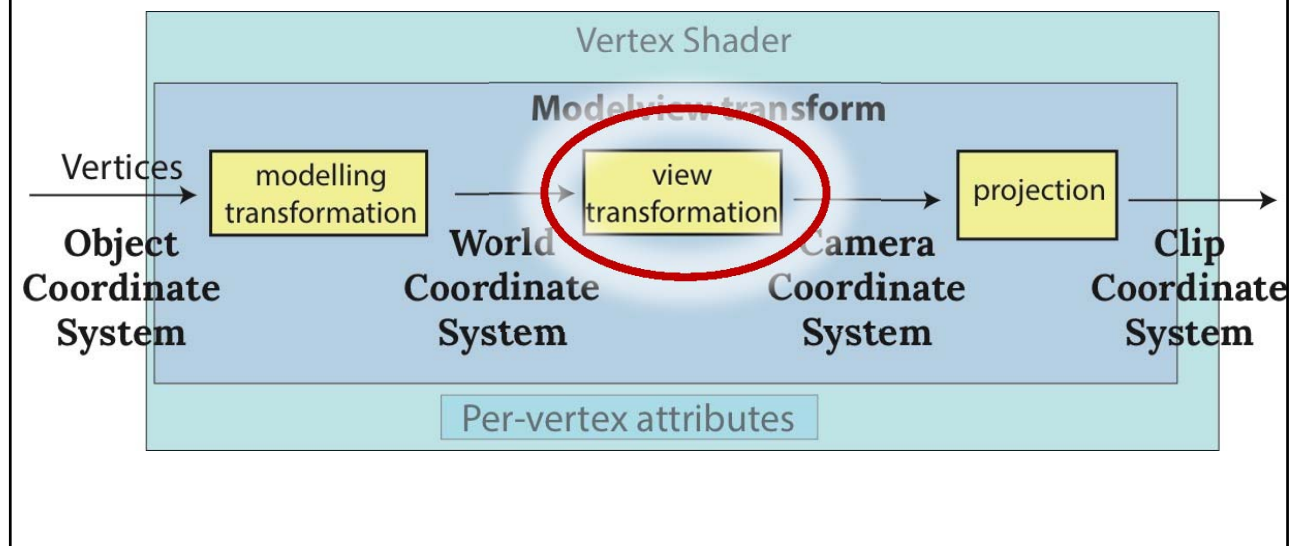 Vertex Shader
Modelview transform
Vertices
modelling
transformation
view
transformation
projection
Object
Coordinate
System
World
Coordinate
System
Camera
Coordinate
System
Clip
Coordinate
System
Per-vertex attributes